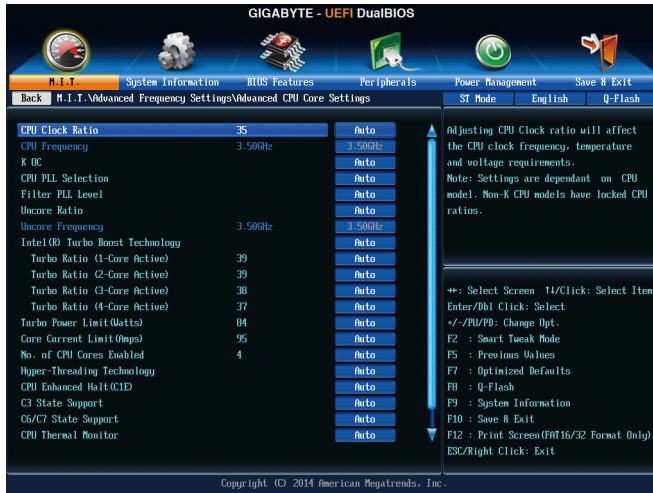 GIGABYTE - UEFI DualBIOS
M.I.T. System Information BIOS Features Peripherals Power Management Save & Exit
Back M.I.T.\Advanced Frequency Settings\Advanced CPU Core Settings ST Mode English Q-Flash
CPU Clock Ratio 35 Auto
CPU Frequency 3.50GHz 3.50GHz
K OC Auto
CPU PLL Selection Auto
Filter PLL Level Auto
Uncore Ratio Auto
Uncore Frequency 3.50GHz 3.50GHz
Intel(R) Turbo Boost Technology Auto
Turbo Ratio (1-Core Active) 39 Auto
Turbo Ratio (2-Core Active) 39 Auto
Turbo Ratio (3-Core Active) 38 Auto
Turbo Ratio (4-Core Active) 37 Auto
Turbo Power Limit(Watts) 84 Auto
Core Current Limit(Amps) 95 Auto
No. of CPU Cores Enabled 4 Auto
Hyper-Threading Technology Auto
CPU Enhanced Halt(C1E) Auto
C3 State Support Auto
C6/C7 State Support Auto
CPU Thermal Monitor Auto
Adjusting CPU Clock ratio will affect
the CPU clock frequency, temperature
and voltage requirements.
Note: Settings are dependant on CPU
model. Non-K CPU models have locked CPU
ratios.
→←: Select Screen ↑↓/Click: Select Item
Enter/Dbl Click: Select
+/-/PU/PD: Change Opt.
F2 : Smart Tweak Mode
F5 : Previous Values
F7 : Optimized Defaults
F8 : Q-Flash
F9 : System Information
F10 : Save & Exit
F12 : Print Screen(FAT16/32 Format Only)
ESC/Right Click: Exit
Copyright (C) 2014 American Megatrends, Inc.